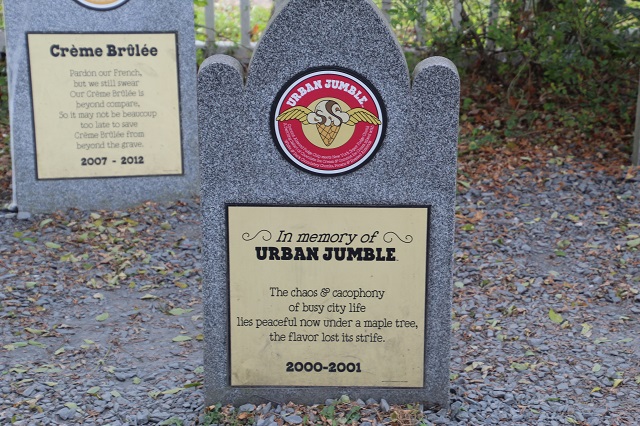 Crème Brûlée
Pardon our French,
but we still swear
Our Crème Brûlée is
beyond compare,
So it may not be beaucoup
too late to save
Crème Brûlée from
beyond the grave.
2007 - 2012
URBAN JUMBLE
In memory of
URBAN JUMBLE
The chaos & cacophony
of busy city life
lies peaceful now under a maple tree,
the flavor lost its strife.
2000-2001